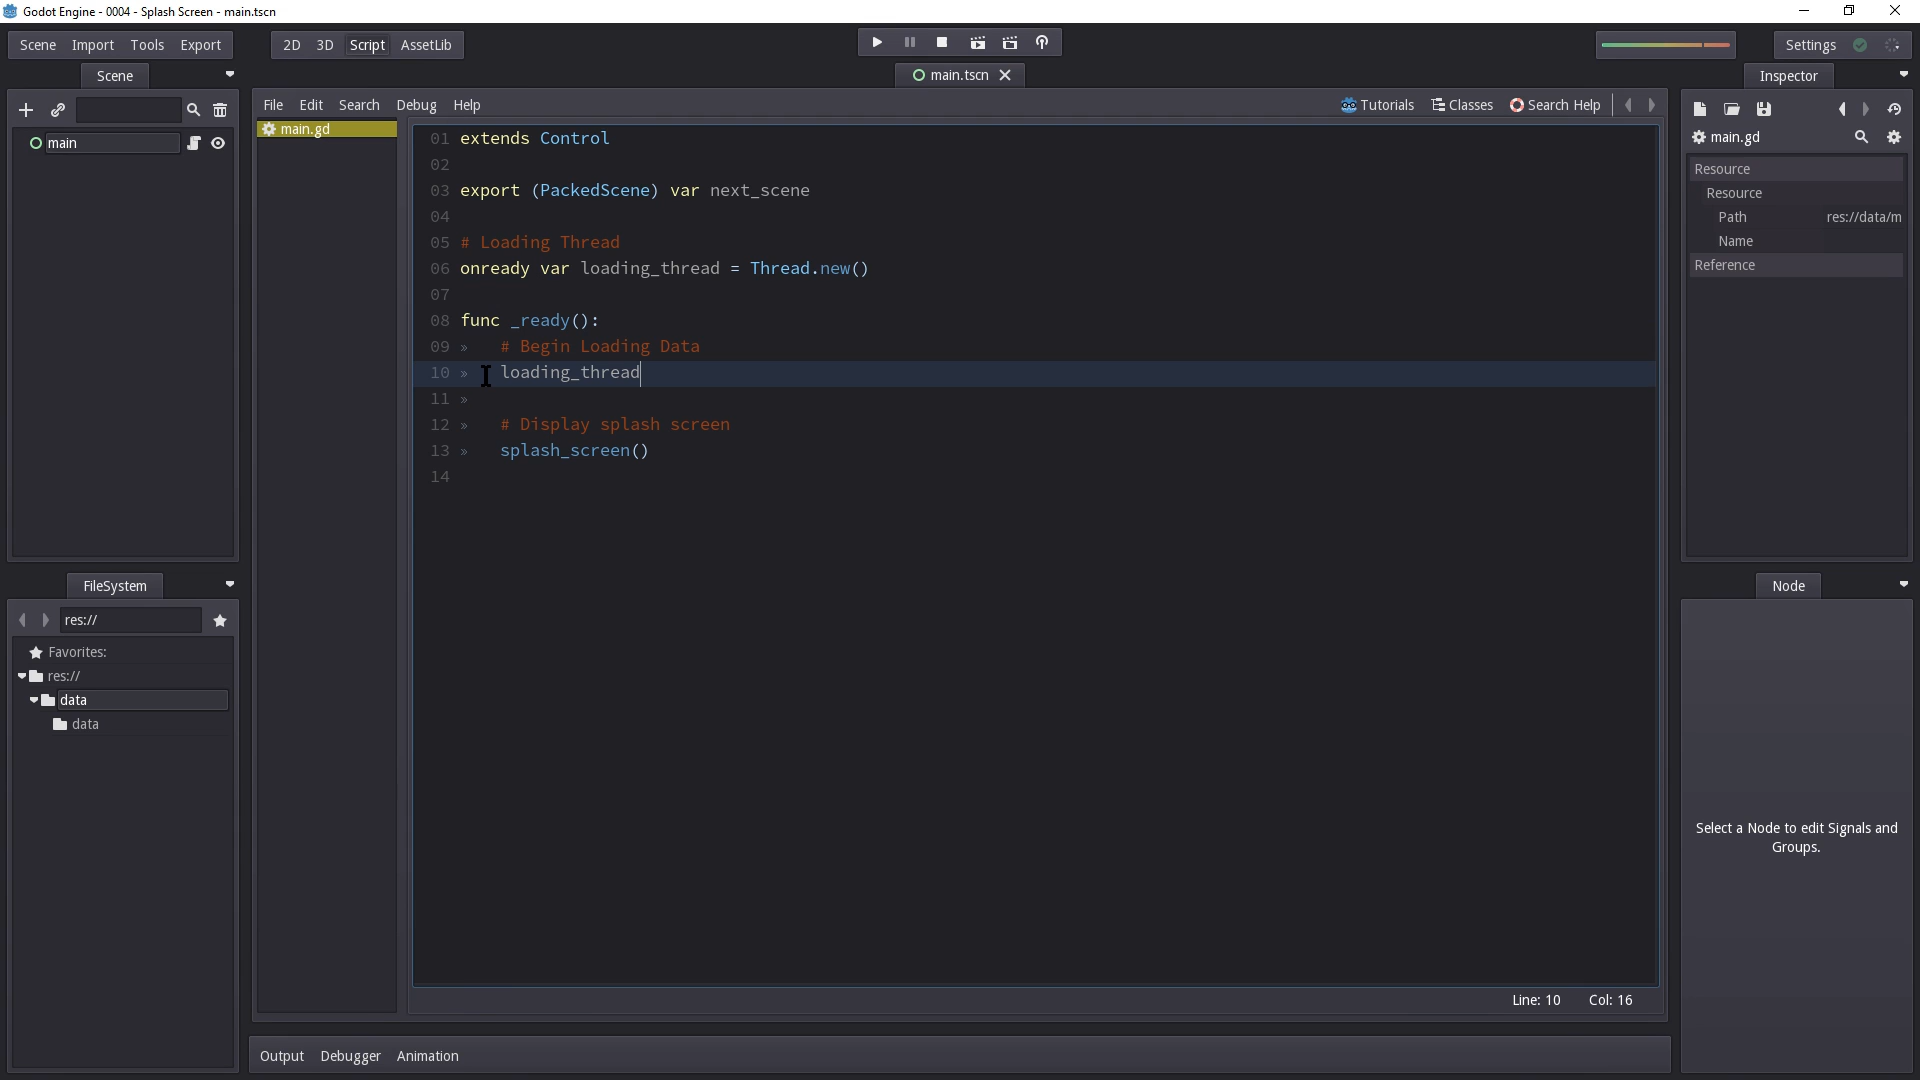 Godot Engine - 0004 - Splash Screen - main.tscn
Scene Import Tools Export
2D 3D Script AssetLib
Settings
Scene
main
FileSystem
res://
Favorites:
res://
data
data
main.tscn
File Edit Search Debug Help
Tutorials Classes Search Help
main.gd
01 extends Control
02
03 export (PackedScene) var next_scene
04
05 # Loading Thread
06 onready var loading_thread = Thread.new()
07
08 func _ready():
09 » # Begin Loading Data
10 » loading_thread
11 »
12 » # Display splash screen
13 » splash_screen()
14
Line: 10 Col: 16
Output Debugger Animation
Inspector
main.gd
Resource
Resource
Path res://data/m
Name
Reference
Node
Select a Node to edit Signals and
Groups.